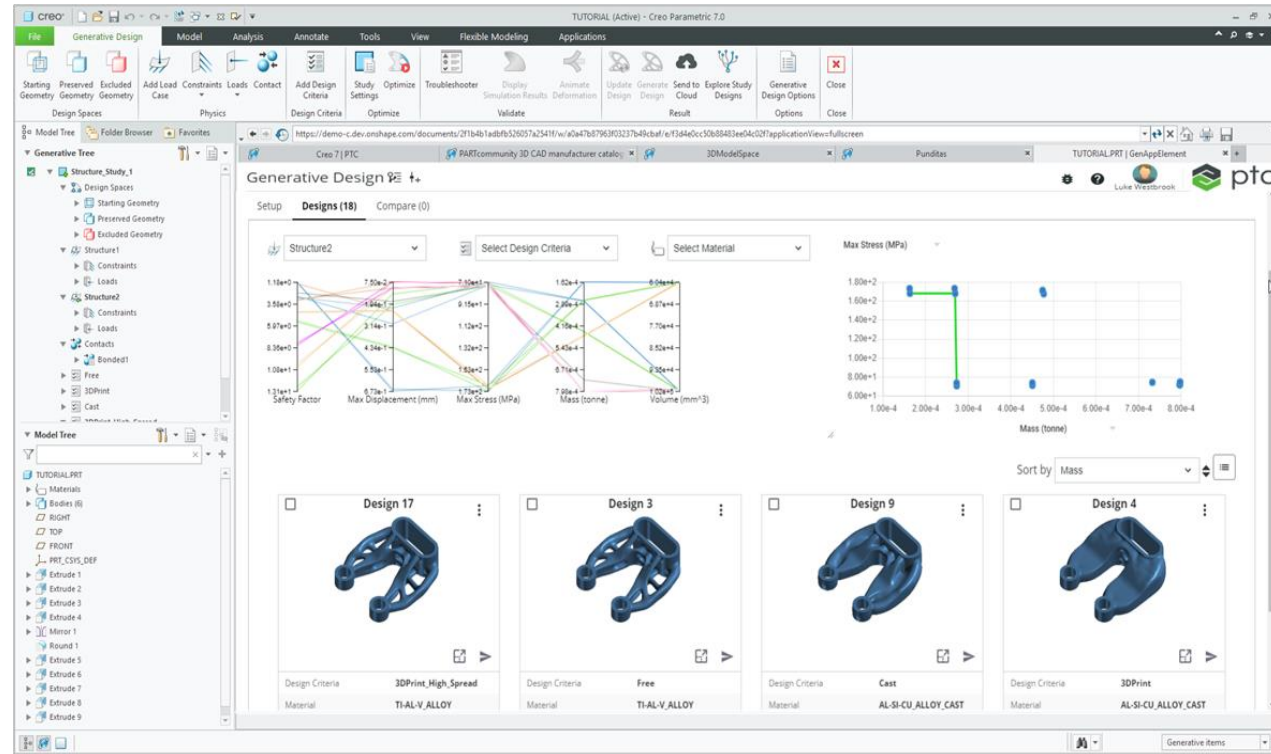 creo
TUTORIAL (Active) - Creo Parametric 7.0
File Generative Design Model Analysis Annotate Tools View Flexible Modeling Applications
Starting Geometry Preserved Geometry Excluded Geometry Add Load Case Constraints Loads Contact Add Design Criteria Study Settings Optimize Troubleshooter Display Simulation Results Animate Deformation Update Design Generate Design Send to Cloud Explore Study Designs Generative Design Options Close
Design Spaces Physics Design Criteria Optimize Validate Result Options Close
Model Tree Folder Browser Favorites
Generative Tree
Structure_Study_1
Design Spaces
Starting Geometry
Preserved Geometry
Excluded Geometry
Structure1
Constraints
Loads
Structure2
Constraints
Loads
Contacts
Bonded1
Free
3DPrint
Cast
Model Tree
TUTORIAL.PRT
Materials
Bodies (6)
RIGHT
TOP
FRONT
PRT_CSYS_DEF
Extrude 1
Extrude 2
Extrude 3
Extrude 4
Mirror 1
Round 1
Extrude 5
Extrude 6
Extrude 7
Extrude 8
Extrude 9
Creo 7 | PTC PARTcommunity 3D CAD manufacturer catalog 3DModelSpace Punditas TUTORIAL.PRT | GenAppElement
Generative Design
Luke Westbrook
ptc
Setup Designs (18) Compare (0)
Structure2 Select Design Criteria Select Material
Safety Factor Max Displacement (mm) Max Stress (MPa) Mass (tonne) Volume (mm^3)
Max Stress (MPa)
1.80e+2
1.60e+2
1.40e+2
1.20e+2
1.00e+2
8.00e+1
6.00e+1
1.00e-4 2.00e-4 3.00e-4 4.00e-4 5.00e-4 6.00e-4 7.00e-4 8.00e-4
Mass (tonne)
Sort by Mass
Design 17 Design 3 Design 9 Design 4
Design Criteria 3DPrint_High_Spread Design Criteria Free Design Criteria Cast Design Criteria 3DPrint
Material TI-AL-V_ALLOY Material TI-AL-V_ALLOY Material AL-SI-CU_ALLOY_CAST Material AL-SI-CU_ALLOY_CAST
Generative items